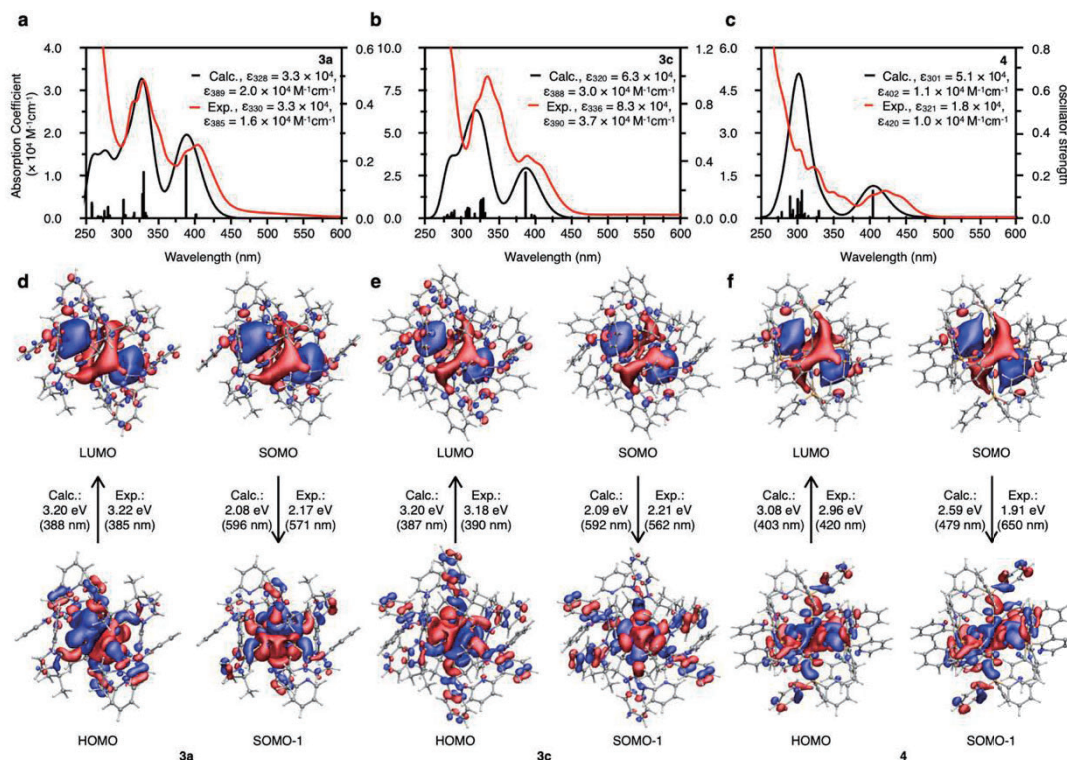 a
b
c
3a
Calc., ε₃₂₈ = 3.3 × 10⁴,
ε₃₈₉ = 2.0 × 10⁴ M⁻¹cm⁻¹
Exp., ε₃₃₀ = 3.3 × 10⁴,
ε₃₈₅ = 1.6 × 10⁴ M⁻¹cm⁻¹
3c
Calc., ε₃₂₀ = 6.3 × 10⁴,
ε₃₈₈ = 3.0 × 10⁴ M⁻¹cm⁻¹
Exp., ε₃₃₆ = 8.3 × 10⁴,
ε₃₉₀ = 3.7 × 10⁴ M⁻¹cm⁻¹
4
Calc., ε₃₀₁ = 5.1 × 10⁴,
ε₄₀₂ = 1.1 × 10⁴ M⁻¹cm⁻¹
Exp., ε₃₂₁ = 1.8 × 10⁴,
ε₄₂₀ = 1.0 × 10⁴ M⁻¹cm⁻¹
Absorption Coefficient
(× 10⁴ M⁻¹cm⁻¹)
4.0
3.0
2.0
1.0
0.0
0.6
0.4
0.2
0.0
10.0
7.5
5.0
2.5
0.0
1.2
0.8
0.4
0.0
6.0
4.5
3.0
1.5
0.0
0.8
0.6
0.4
0.2
0.0
oscillator strength
250 300 350 400 450 500 550 600
250 300 350 400 450 500 550 600
250 300 350 400 450 500 550 600
Wavelength (nm)
Wavelength (nm)
Wavelength (nm)
d
e
f
LUMO SOMO LUMO SOMO LUMO SOMO
Calc.:
3.20 eV
(388 nm)
Exp.:
3.22 eV
(385 nm)
Calc.:
2.08 eV
(596 nm)
Exp.:
2.17 eV
(571 nm)
Calc.:
3.20 eV
(387 nm)
Exp.:
3.18 eV
(390 nm)
Calc.:
2.09 eV
(592 nm)
Exp.:
2.21 eV
(562 nm)
Calc.:
3.08 eV
(403 nm)
Exp.:
2.96 eV
(420 nm)
Calc.:
2.59 eV
(479 nm)
Exp.:
1.91 eV
(650 nm)
HOMO SOMO-1 HOMO SOMO-1 HOMO SOMO-1
3a 3c 4